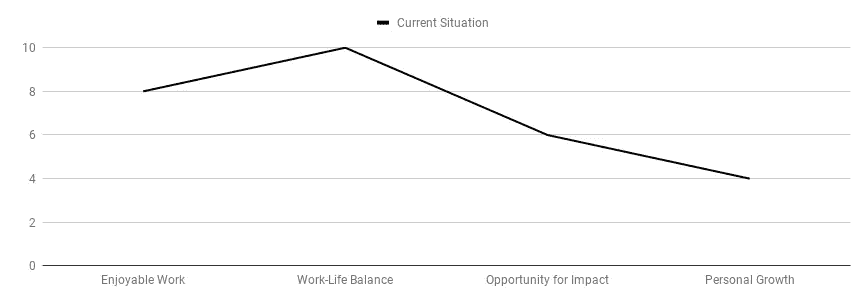 Current Situation
10
8
6
4
2
0
Enjoyable Work
Work-Life Balance
Opportunity for Impact
Personal Growth